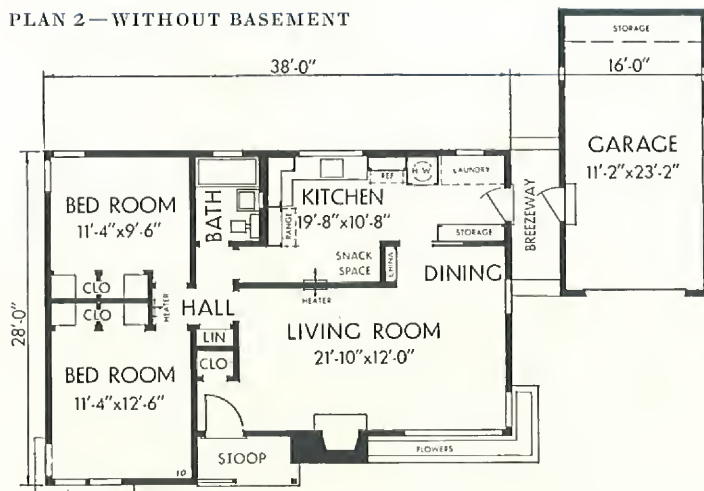 PLAN 2—WITHOUT BASEMENT
STORAGE
38'-0"
16'-0"
GARAGE
11'-2"x23'-2"
BED ROOM
11'-4"x9'-6"
BATH
KITCHEN
9'-8"x10'-8"
RANGE
REF
H.W
LAUNDRY
STORAGE
BREEZEWAY
SNACK
SPACE
CHINA
DINING
CLO
CLO
HEATER
HALL
HEATER
28'-0"
LIN
CLO
LIVING ROOM
21'-10"x12'-0"
BED ROOM
11'-4"x12'-6"
STOOP
FLOWERS
10